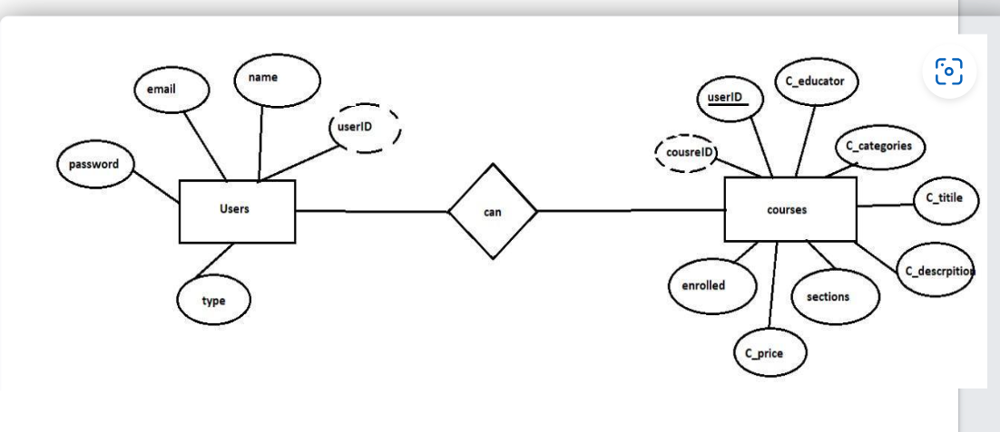 name
email
userID
password
Users
type
can
C_educator
userID
C_categories
cousreID
C_titile
courses
C_descrpition
enrolled
sections
C_price